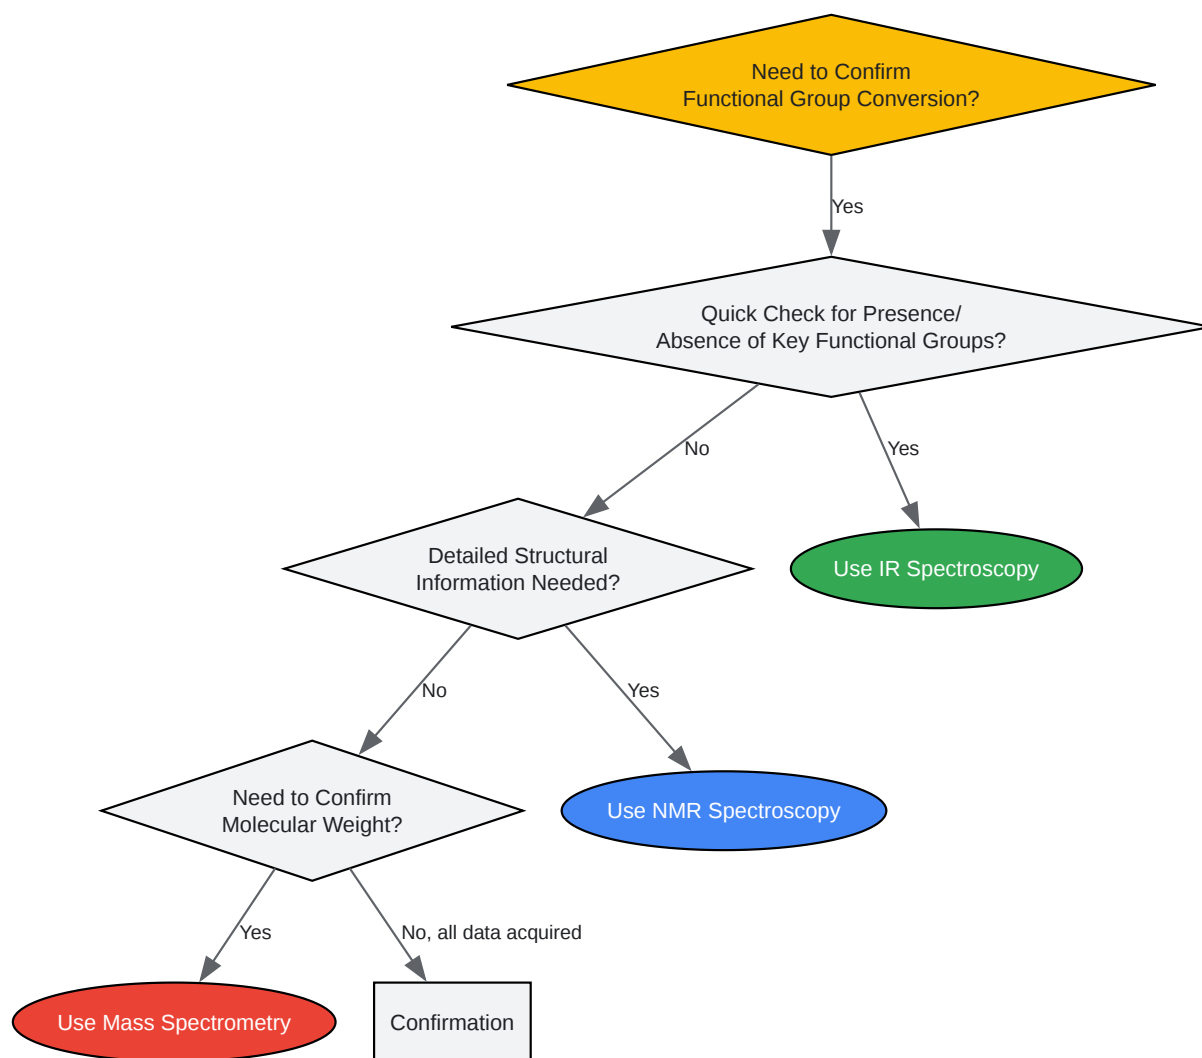 Need to Confirm
Functional Group Conversion?
Yes
Quick Check for Presence/
Absence of Key Functional Groups?
No
Yes
Detailed Structural
Information Needed?
Use IR Spectroscopy
No
Yes
Need to Confirm
Molecular Weight?
Use NMR Spectroscopy
Yes
No, all data acquired
Use Mass Spectrometry
Confirmation